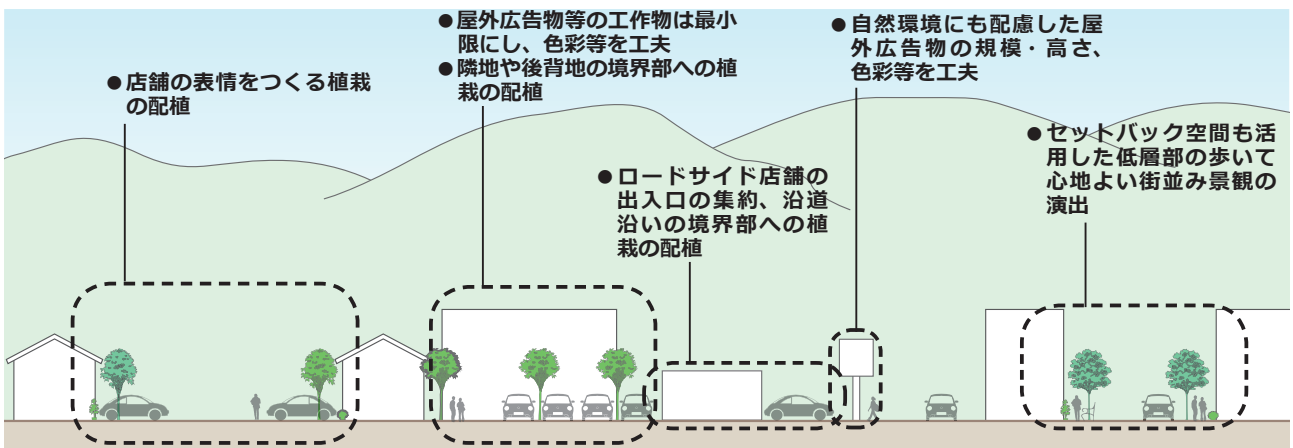 ●店舗の表情をつくる植栽
の配植
●屋外広告物等の工作物は最小
限にし、色彩等を工夫
●隣地や後背地の境界部への植
栽の配植
●ロードサイド店舗の
出入口の集約、沿道
沿いの境界部への植
栽の配植
●自然環境にも配慮した屋
外広告物の規模・高さ、
色彩等を工夫
●セットバック空間も活
用した低層部の歩いて
心地よい街並み景観の
演出